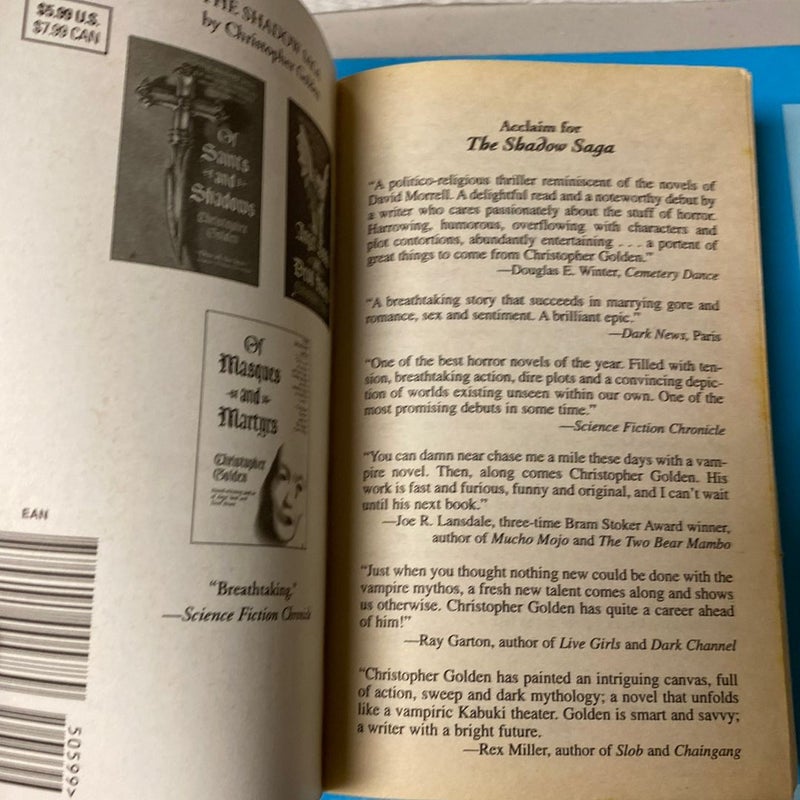 $5.99 U.S.
$7.99 CAN
THE SHADOW SAGA
by Christopher Golden
Of
Saints
and
Shadows
Christopher
Golden
Of
Masques
and
Martyrs
Christopher
Golden
EAN
"Breathtaking."
—Science Fiction Chronicle
50599>
Acclaim for
The Shadow Saga
"A politico-religious thriller reminiscent of the novels of
David Morrell. A delightful read and a noteworthy debut by
a writer who cares passionately about the stuff of horror.
Harrowing, humorous, overflowing with characters and
plot contortions, abundantly entertaining . . . a portent of
great things to come from Christopher Golden."
—Douglas E. Winter, Cemetery Dance
"A breathtaking story that succeeds in marrying gore and
romance, sex and sentiment. A brilliant epic."
—Dark News, Paris
"One of the best horror novels of the year. Filled with ten-
sion, breathtaking action, dire plots and a convincing depic-
tion of worlds existing unseen within our own. One of the
most promising debuts in some time."
—Science Fiction Chronicle
"You can damn near chase me a mile these days with a vam-
pire novel. Then, along comes Christopher Golden. His
work is fast and furious, funny and original, and I can't wait
until his next book."
—Joe R. Lansdale, three-time Bram Stoker Award winner,
author of Mucho Mojo and The Two Bear Mambo
"Just when you thought nothing new could be done with the
vampire mythos, a fresh new talent comes along and shows
us otherwise. Christopher Golden has quite a career ahead
of him!"
—Ray Garton, author of Live Girls and Dark Channel
"Christopher Golden has painted an intriguing canvas, full
of action, sweep and dark mythology; a novel that unfolds
like a vampiric Kabuki theater. Golden is smart and savvy;
a writer with a bright future.
—Rex Miller, author of Slob and Chaingang